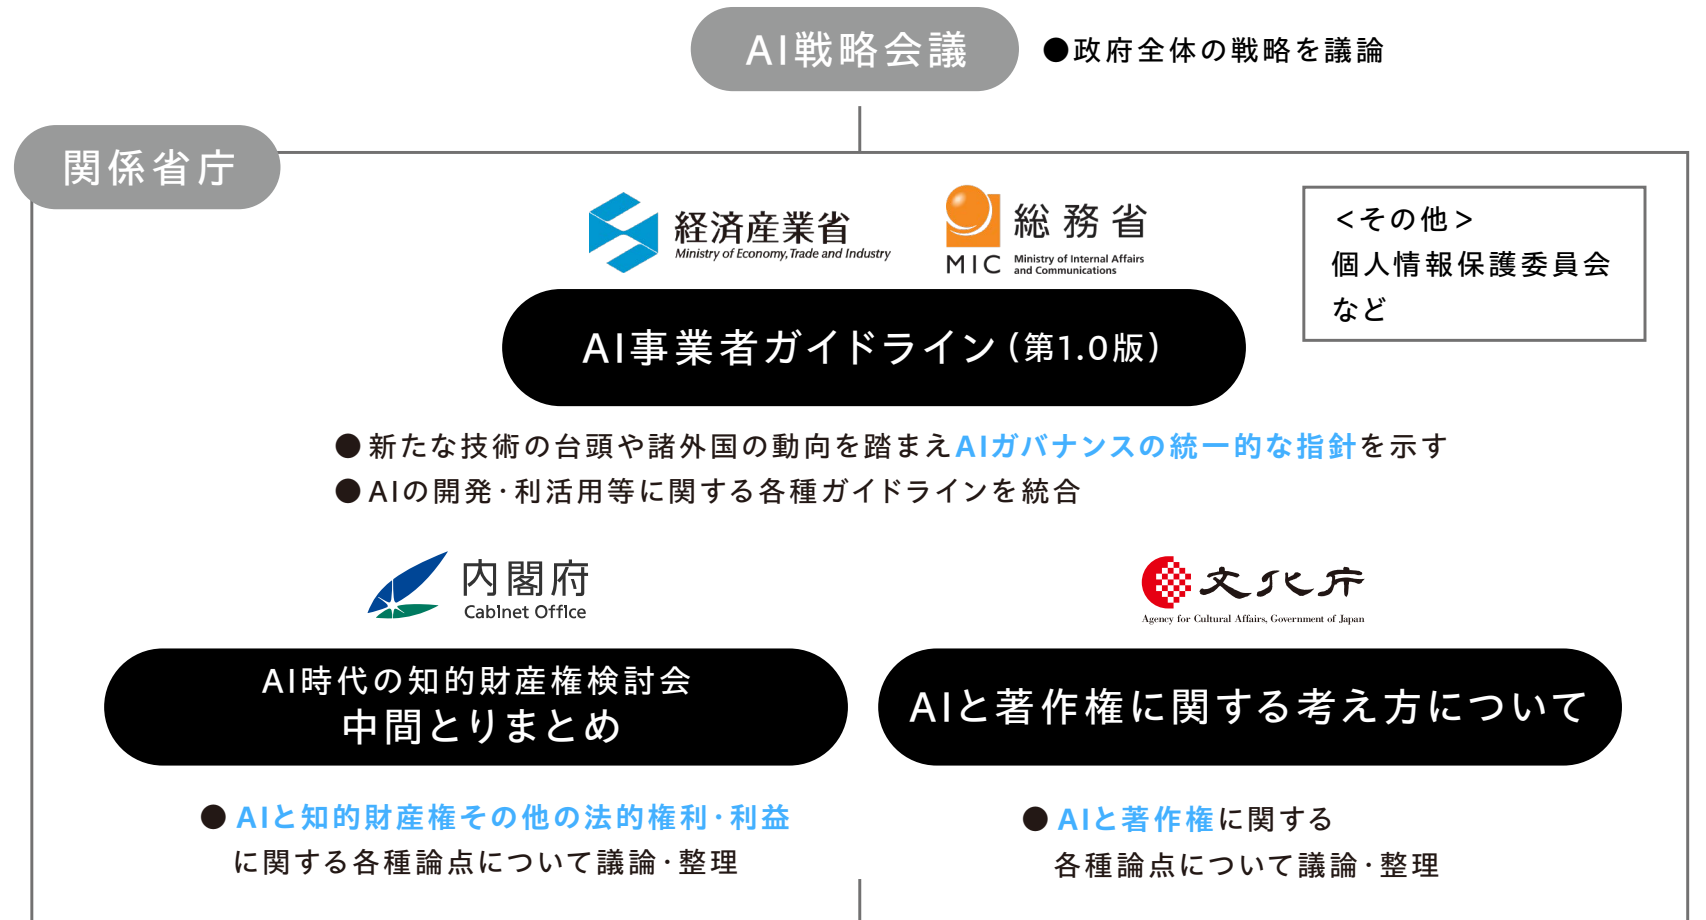 AI戦略会議
●政府全体の戦略を議論
関係省庁
経済産業省
Ministry of Economy, Trade and Industry
総務省
MIC
Ministry of Internal Affairs
and Communications
<その他>
個人情報保護委員会
など
AI事業者ガイドライン(第1.0版)
●新たな技術の台頭や諸外国の動向を踏まえAIガバナンスの統一的な指針を示す
●AIの開発・利活用等に関する各種ガイドラインを統合
内閣府
Cabinet Office
文化庁
Agency for Cultural Affairs, Government of Japan
AI時代の知的財産権検討会
中間とりまとめ
AIと著作権に関する考え方について
●AIと知的財産権その他の法的権利・利益
に関する各種論点について議論・整理
●AIと著作権に関する
各種論点について議論・整理